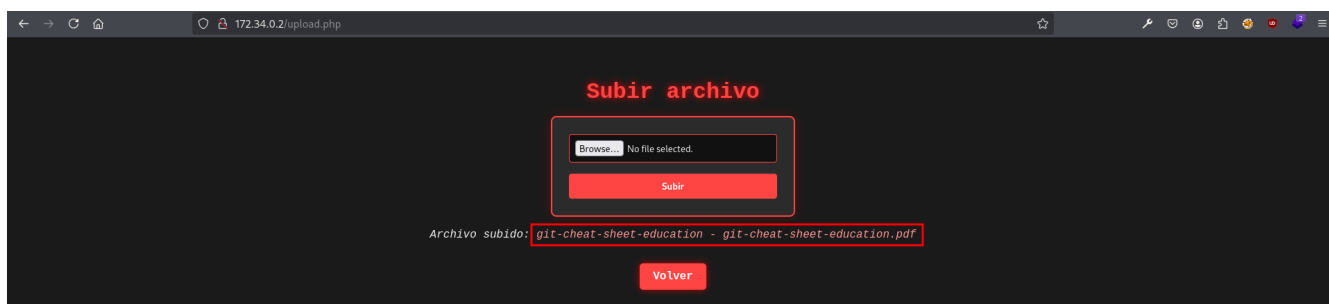 172.34.0.2/upload.php
2
Subir archivo
Browse... No file selected.
Subir
Archivo subido: git-cheat-sheet-education - git-cheat-sheet-education.pdf
Volver